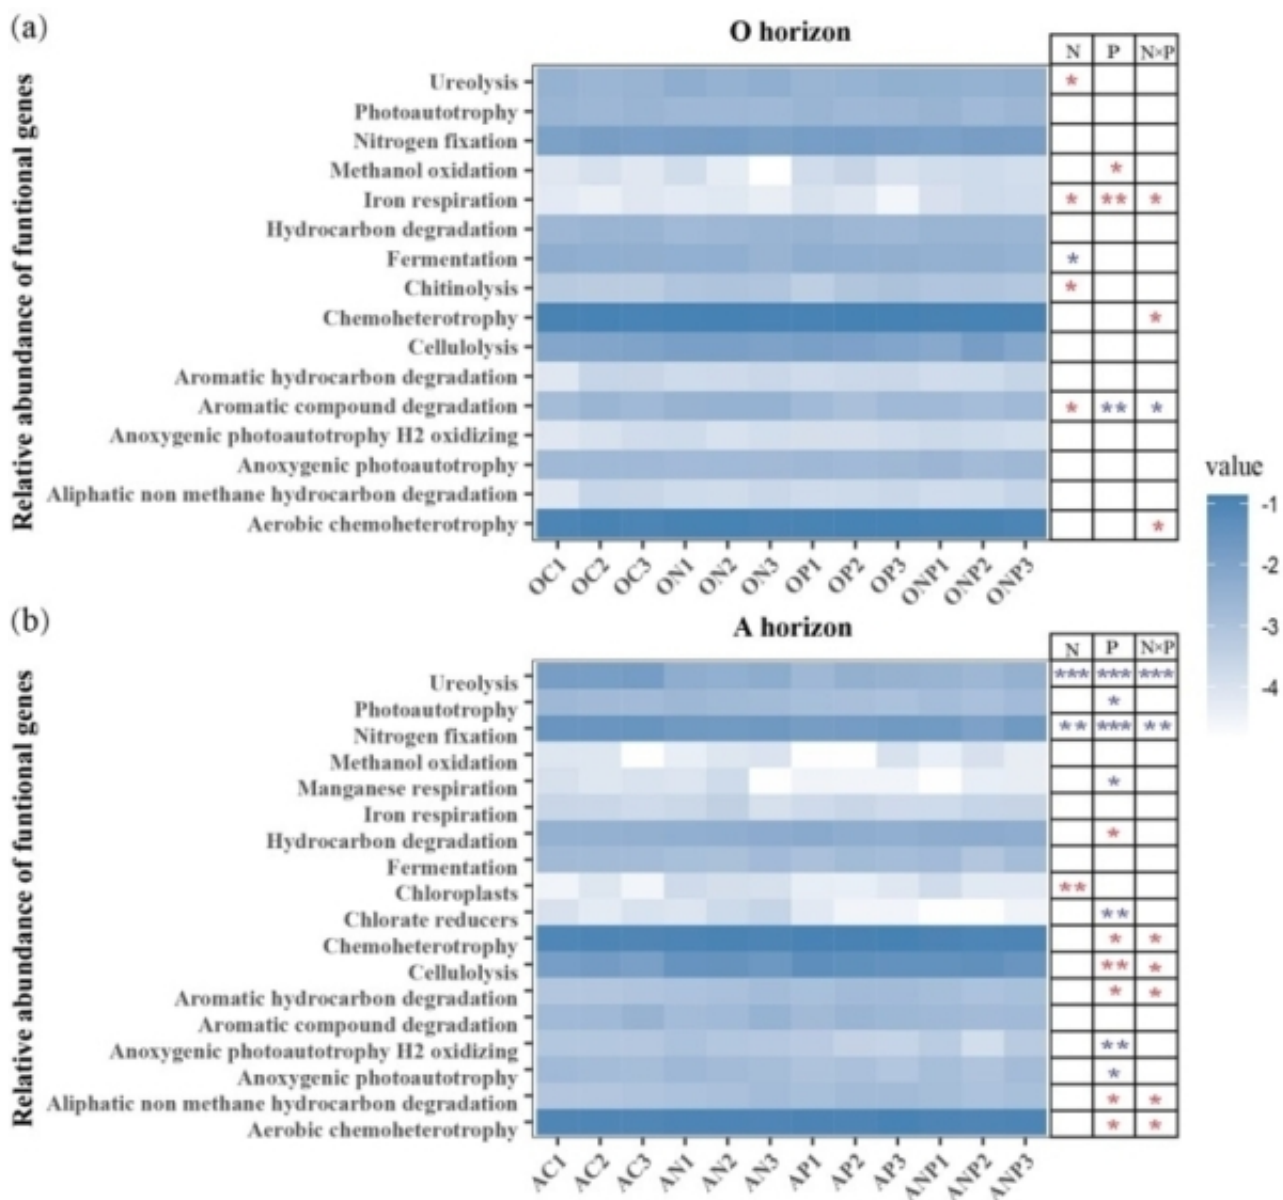 (a)
O horizon
N P N×P
Relative abundance of funtional genes
Ureolysis *
Photoautotrophy
Nitrogen fixation
Methanol oxidation *
Iron respiration * ** *
Hydrocarbon degradation
Fermentation *
Chitinolysis *
Chemoheterotrophy *
Cellulolysis
Aromatic hydrocarbon degradation
Aromatic compound degradation * ** *
Anoxygenic photoautotrophy H2 oxidizing
Anoxygenic photoautotrophy
Aliphatic non methane hydrocarbon degradation
Aerobic chemoheterotrophy *
OC1 OC2 OC3 ON1 ON2 ON3 OP1 OP2 OP3 ONP1 ONP2 ONP3
value
-1
-2
-3
-4
(b)
A horizon
N P N×P
Relative abundance of funtional genes
Ureolysis *** *** ***
Photoautotrophy *
Nitrogen fixation ** *** **
Methanol oxidation
Manganese respiration *
Iron respiration
Hydrocarbon degradation *
Fermentation
Chloroplasts **
Chlorate reducers **
Chemoheterotrophy * *
Cellulolysis ** *
Aromatic hydrocarbon degradation * *
Aromatic compound degradation
Anoxygenic photoautotrophy H2 oxidizing **
Anoxygenic photoautotrophy *
Aliphatic non methane hydrocarbon degradation * *
Aerobic chemoheterotrophy * *
AC1 AC2 AC3 AN1 AN2 AN3 AP1 AP2 AP3 ANP1 ANP2 ANP3